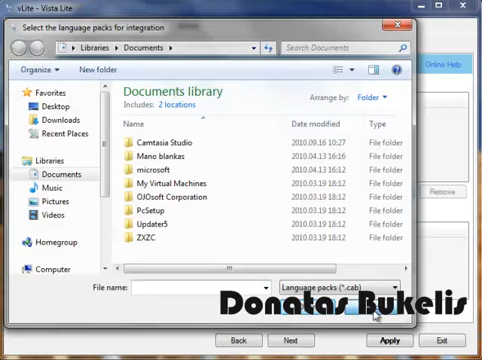 vLite - Vista Lite
Select the language packs for integration
Libraries
Documents
Search Documents
Online Help
Organize
New folder
Favorites
Desktop
Downloads
Recent Places
Libraries
Documents
Music
Pictures
Videos
Homegroup
Computer
Documents library
Includes: 2 locations
Arrange by: Folder
Name Date modified Type
Camtasia Studio 2010.09.16 10:27 File folder
Mano blankas 2010.04.13 16:16 File folder
microsoft 2010.04.13 16:16 File folder
My Virtual Machines 2010.03.19 18:12 File folder
OJOsoft Corporation 2010.03.19 18:12 File folder
PcSetup 2010.03.19 18:12 File folder
Updater5 2010.03.19 18:12 File folder
ZXZC 2010.03.19 18:12 File folder
Remove
File name:
Language packs (*.cab)
Donatas Bukelis
Back
Next
Apply
Exit